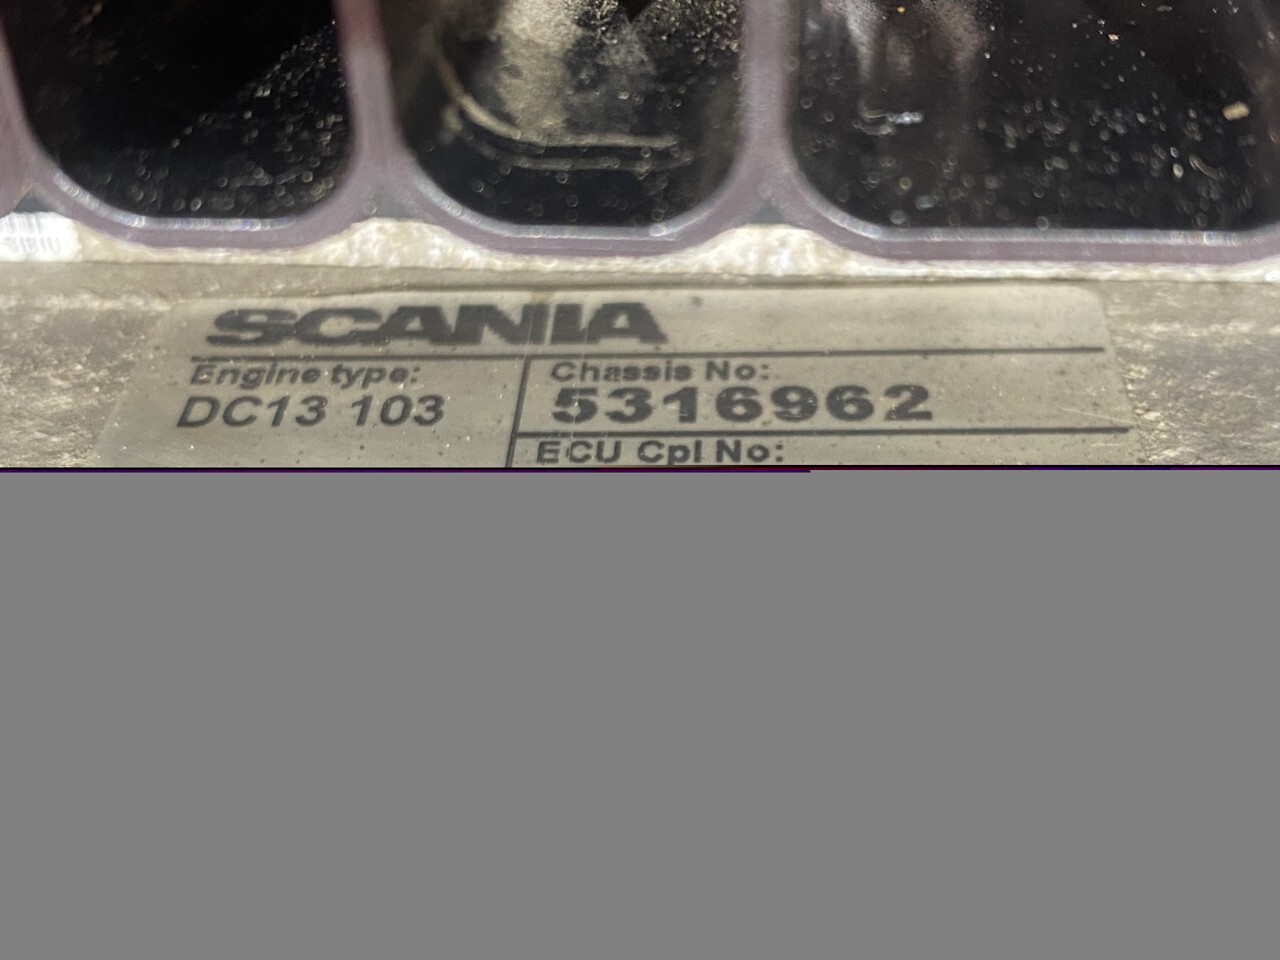 SCANIA
Engine type:
Chassis No:
DC13 103
5316962
ECU Cpl No: